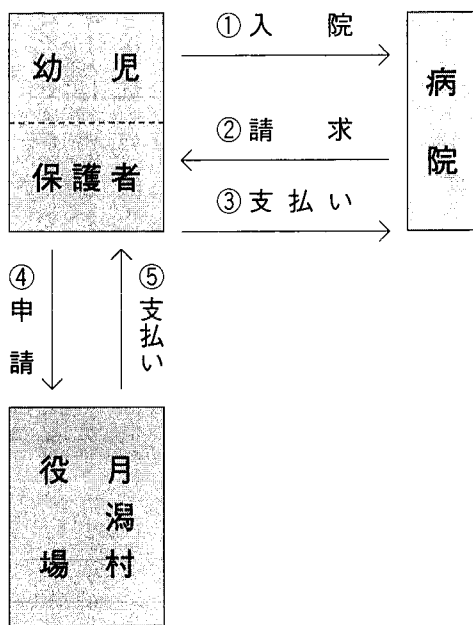 幼児
保護者
①入院
②請求
③支払い
病院
④申請
⑤支払い
月潟村
役場